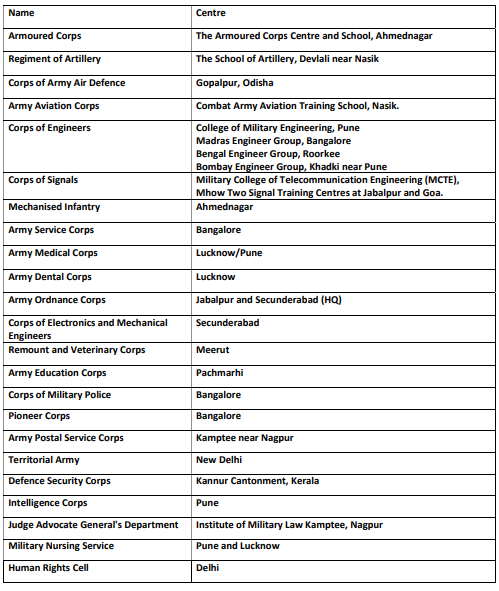 Name Centre
Armoured Corps The Armoured Corps Centre and School, Ahmednagar
Regiment of Artillery The School of Artillery, Devlali near Nasik
Corps of Army Air Defence Gopalpur, Odisha
Army Aviation Corps Combat Army Aviation Training School, Nasik.
Corps of Engineers College of Military Engineering, Pune
Madras Engineer Group, Bangalore
Bengal Engineer Group, Roorkee
Bombay Engineer Group, Khadki near Pune
Corps of Signals Military College of Telecommunication Engineering (MCTE),
Mhow Two Signal Training Centres at Jabalpur and Goa.
Mechanised Infantry Ahmednagar
Army Service Corps Bangalore
Army Medical Corps Lucknow/Pune
Army Dental Corps Lucknow
Army Ordnance Corps Jabalpur and Secunderabad (HQ)
Corps of Electronics and Mechanical Secunderabad
Engineers
Remount and Veterinary Corps Meerut
Army Education Corps Pachmarhi
Corps of Military Police Bangalore
Pioneer Corps Bangalore
Army Postal Service Corps Kamptee near Nagpur
Territorial Army New Delhi
Defence Security Corps Kannur Cantonment, Kerala
Intelligence Corps Pune
Judge Advocate General's Department Institute of Military Law Kamptee, Nagpur
Military Nursing Service Pune and Lucknow
Human Rights Cell Delhi